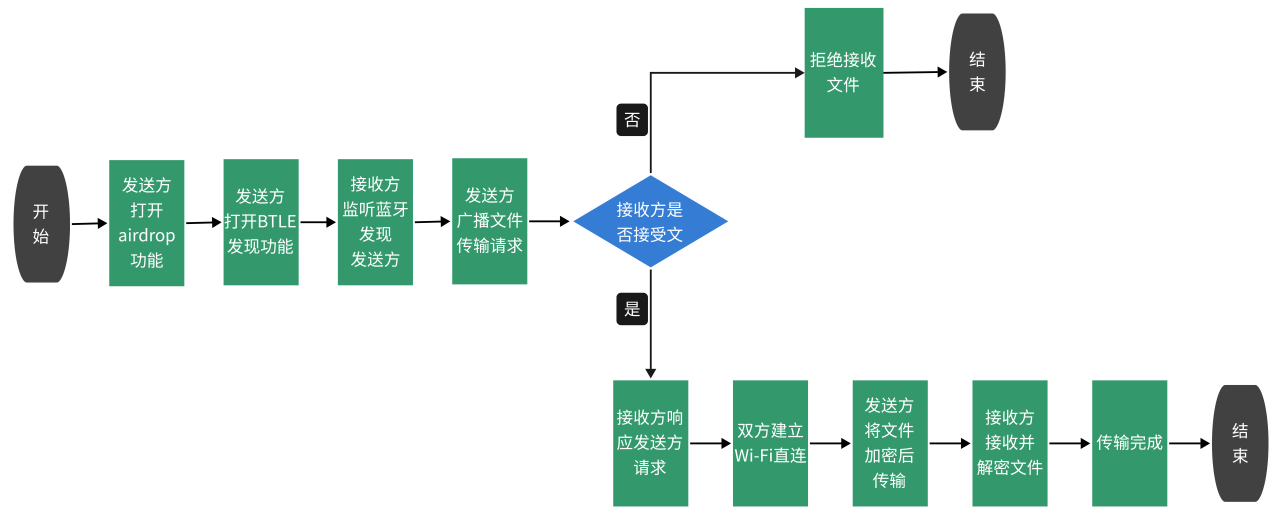 开
始
发送方
打开
airdrop
功能
发送方
打开BTLE
发现功能
接收方
监听蓝牙
发现
发送方
发送方
广播文件
传输请求
接收方是
否接受文
否
拒绝接收
文件
结
束
是
接收方响
应发送方
请求
双方建立
Wi-Fi直连
发送方
将文件
加密后
传输
接收方
接收并
解密文件
传输完成
结
束